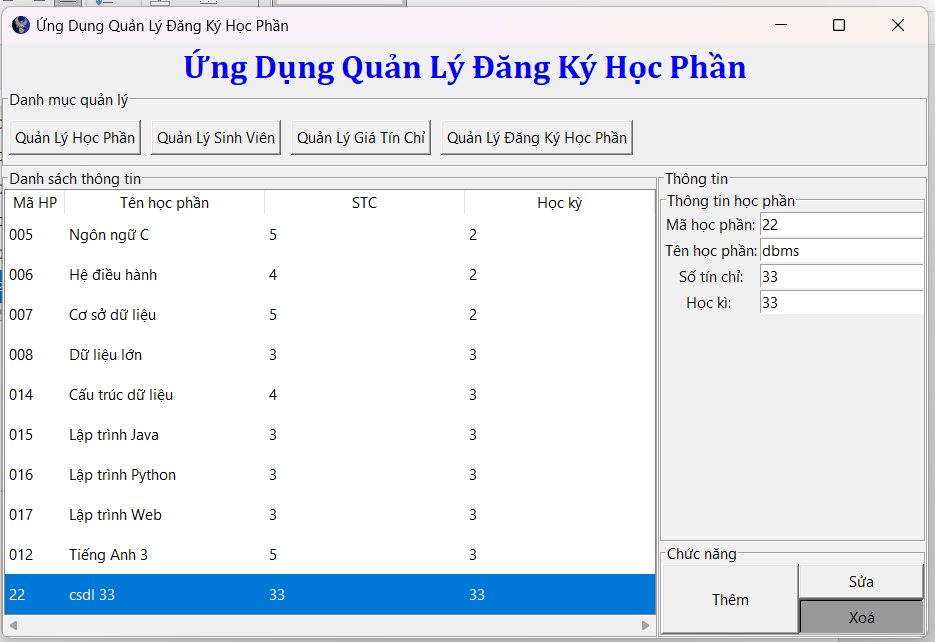 Ứng Dụng Quản Lý Đăng Ký Học Phần
Ứng Dụng Quản Lý Đăng Ký Học Phần
Danh mục quản lý
Quản Lý Học Phần Quản Lý Sinh Viên Quản Lý Giá Tín Chỉ Quản Lý Đăng Ký Học Phần
Danh sách thông tin
Mã HP Tên học phần STC Học kỳ
005 Ngôn ngữ C 5 2
006 Hệ điều hành 4 2
007 Cơ sở dữ liệu 5 2
008 Dữ liệu lớn 3 3
014 Cấu trúc dữ liệu 4 3
015 Lập trình Java 3 3
016 Lập trình Python 3 3
017 Lập trình Web 3 3
012 Tiếng Anh 3 5 3
22 csdl 33 33 33
Thông tin
Thông tin học phần
Mã học phần: 22
Tên học phần: dbms
Số tín chỉ: 33
Học kì: 33
Chức năng
Thêm
Sửa
Xoá